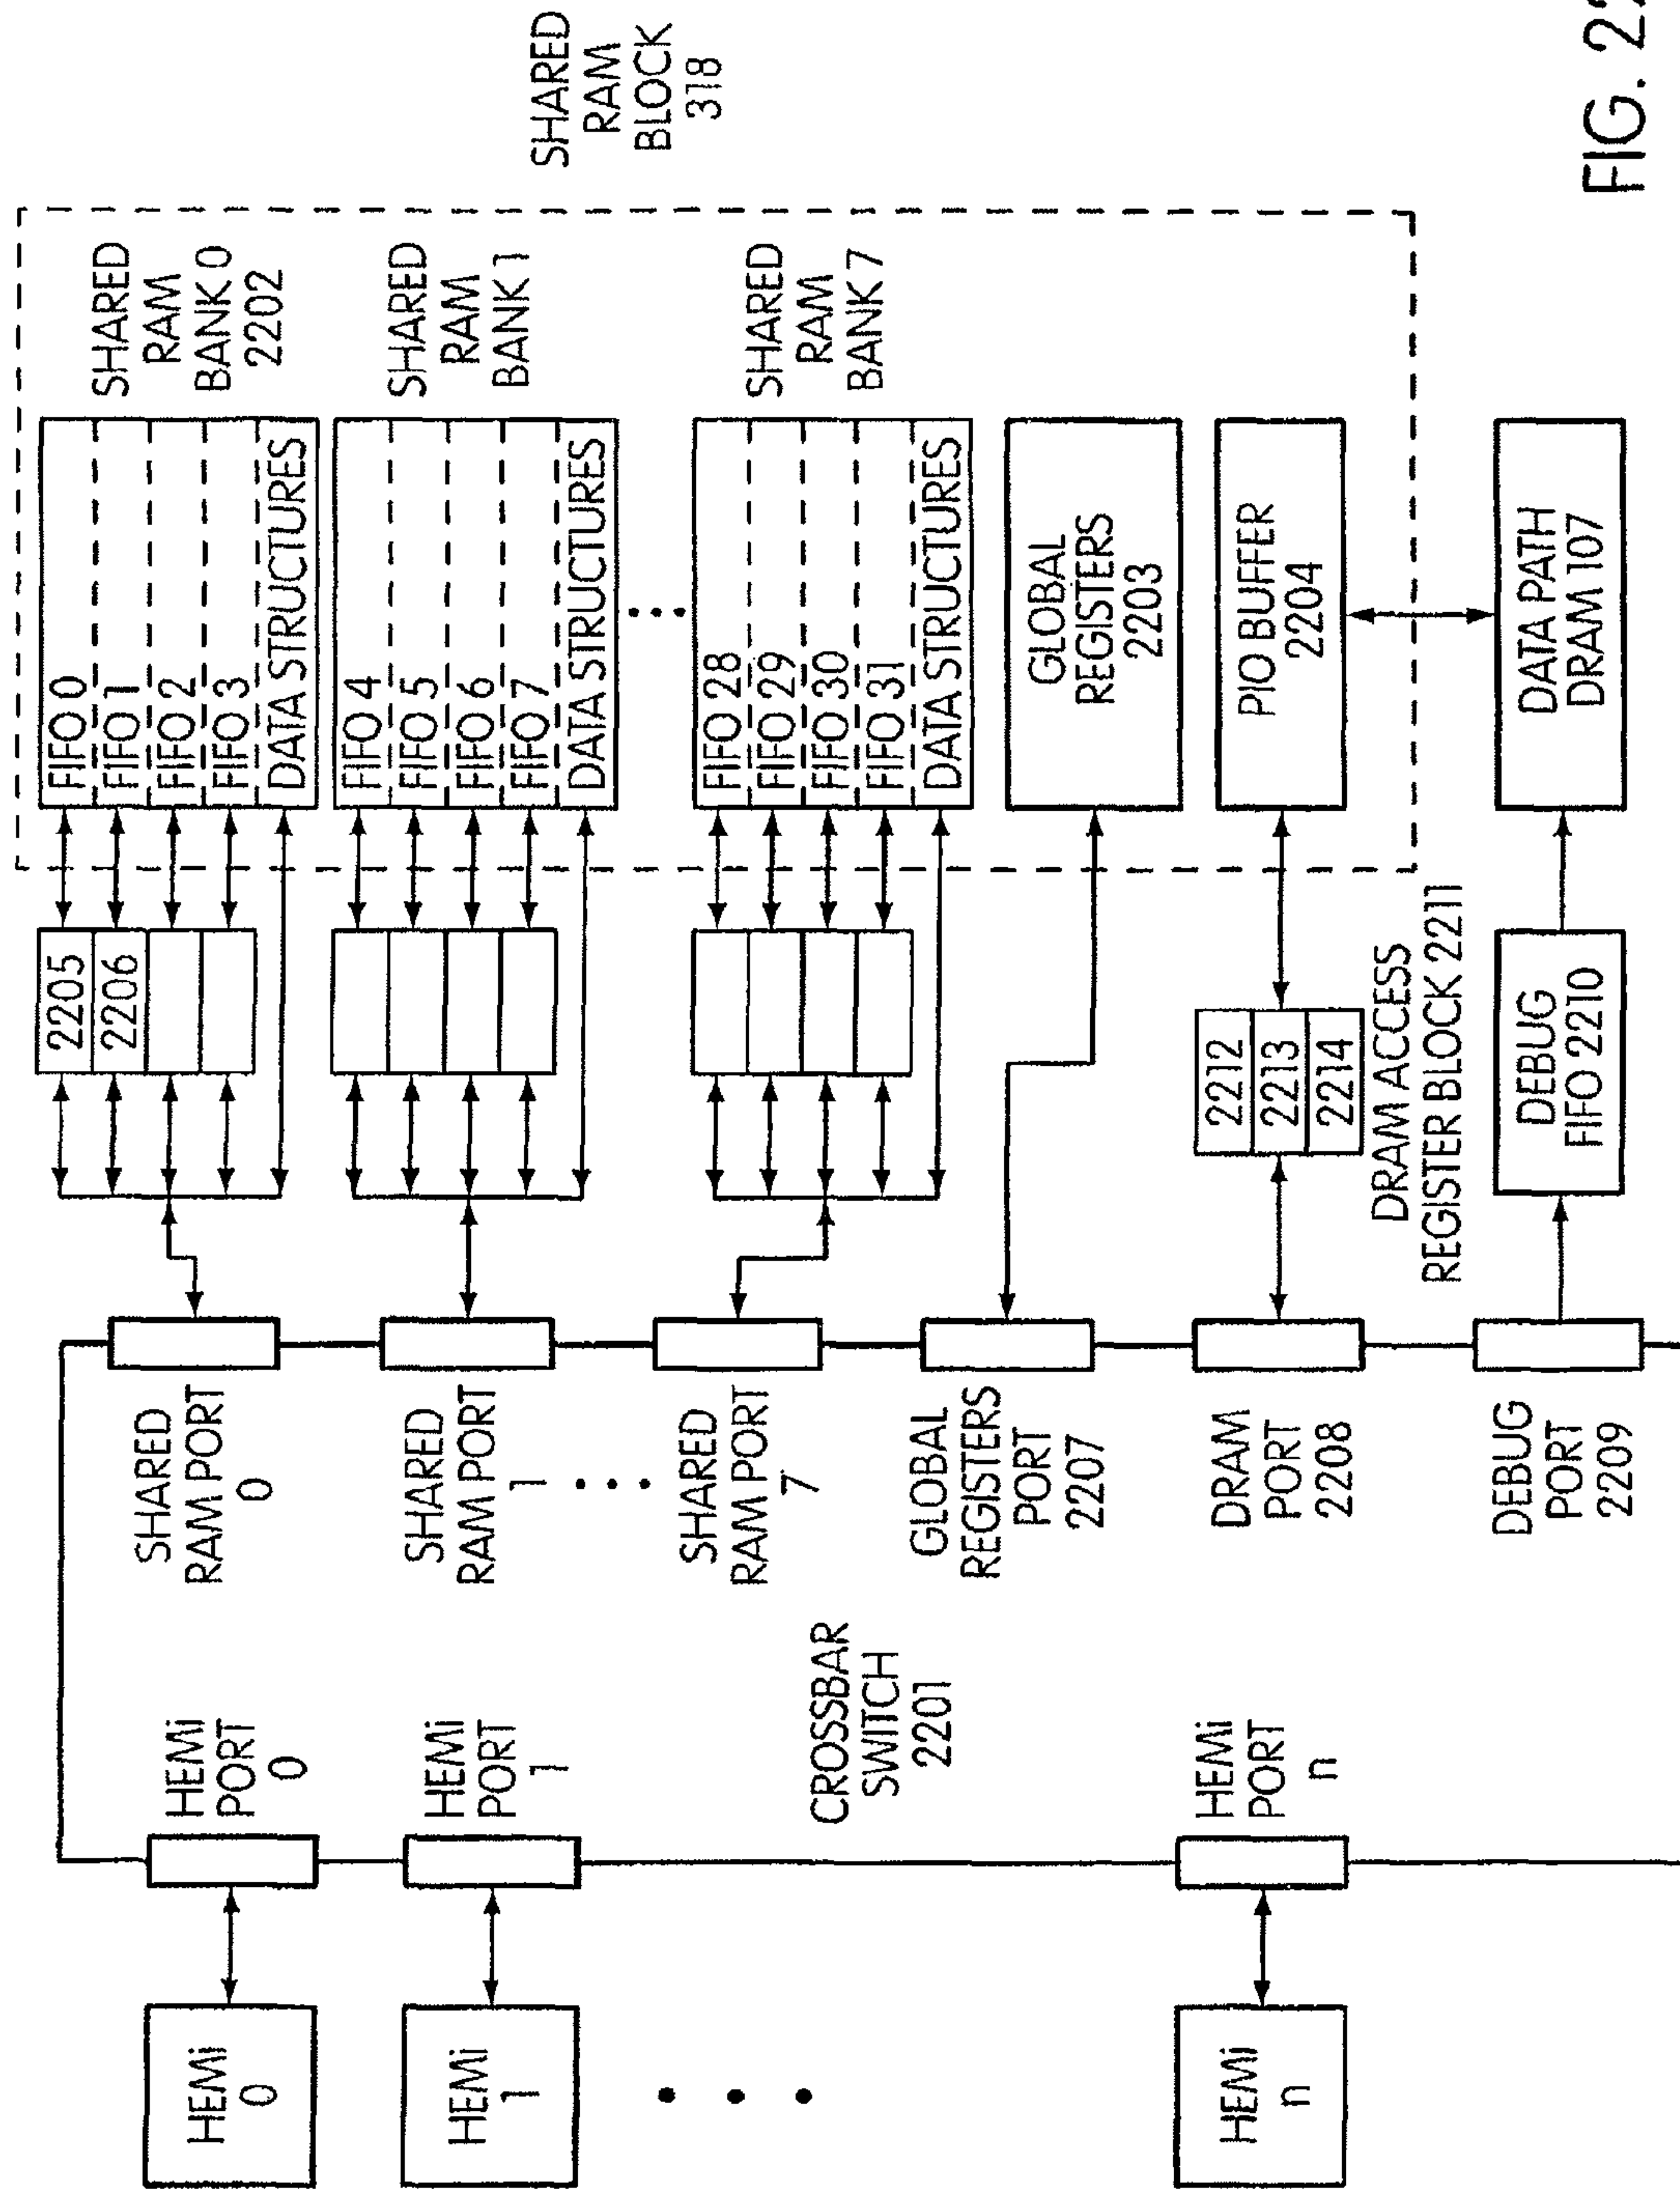 HEMi
0
HEMi
1
HEMi
n
HEMi
PORT
0
HEMi
PORT
1
HEMi
PORT
n
CROSSBAR
SWITCH
2201
SHARED
RAM PORT
0
SHARED
RAM PORT
1
SHARED
RAM PORT
7
GLOBAL
REGISTERS
PORT
2207
DRAM
PORT
2208
DEBUG
PORT
2209
2205
2206
2212
2213
2214
DRAM ACCESS
REGISTER BLOCK 2211
DEBUG
FIFO 2210
FIFO 0
FIFO 1
FIFO 2
FIFO 3
DATA STRUCTURES
FIFO 4
FIFO 5
FIFO 6
FIFO 7
DATA STRUCTURES
FIFO 28
FIFO 29
FIFO 30
FIFO 31
DATA STRUCTURES
GLOBAL
REGISTERS
2203
PIO BUFFER
2204
DATA PATH
DRAM 107
SHARED
RAM
BANK 0
2202
SHARED
RAM
BANK 1
SHARED
RAM
BANK 7
SHARED
RAM
BLOCK
318
FIG. 22